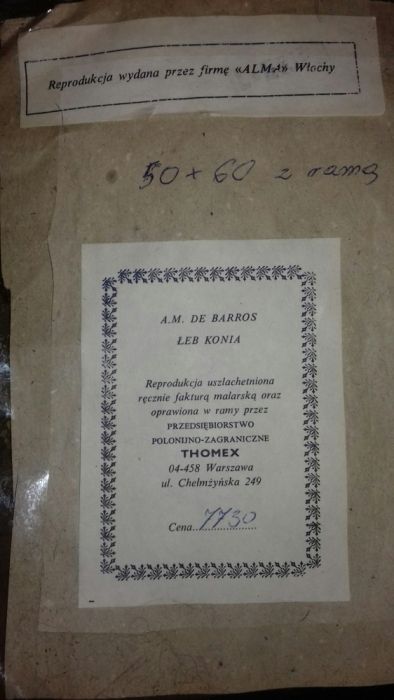 Reprodukcja wydana przez firmę «ALMA» Włochy
50 x 60 z ramą
A.M. DE BARROS
ŁEB KONIA
Reprodukcja uszlachetniona
ręcznie fakturą malarską oraz
oprawiona w ramy przez
PRZEDSIĘBIORSTWO
POLONIJNO-ZAGRANICZNE
THOMEX
04-458 Warszawa
ul. Chełmżyńska 249
Cena..7730........